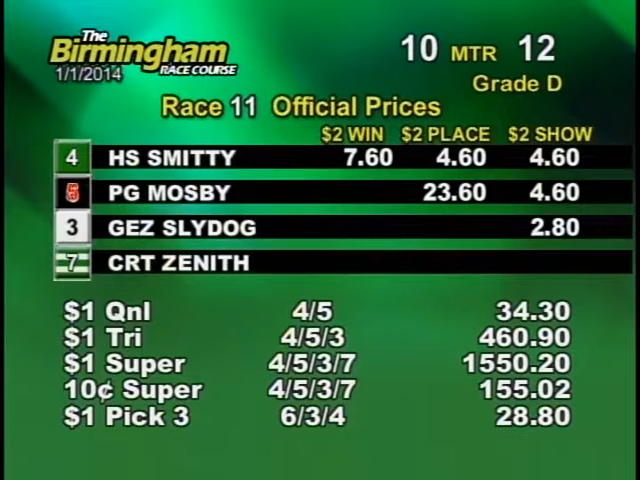 The
Birmingham
RACE COURSE
1/1/2014
10 MTR 12
Grade D
Race 11 Official Prices
$2 WIN $2 PLACE $2 SHOW
4 HS SMITTY 7.60 4.60 4.60
5 PG MOSBY 23.60 4.60
3 GEZ SLYDOG 2.80
7 CRT ZENITH
$1 Qnl 4/5 34.30
$1 Tri 4/5/3 460.90
$1 Super 4/5/3/7 1550.20
10¢ Super 4/5/3/7 155.02
$1 Pick 3 6/3/4 28.80